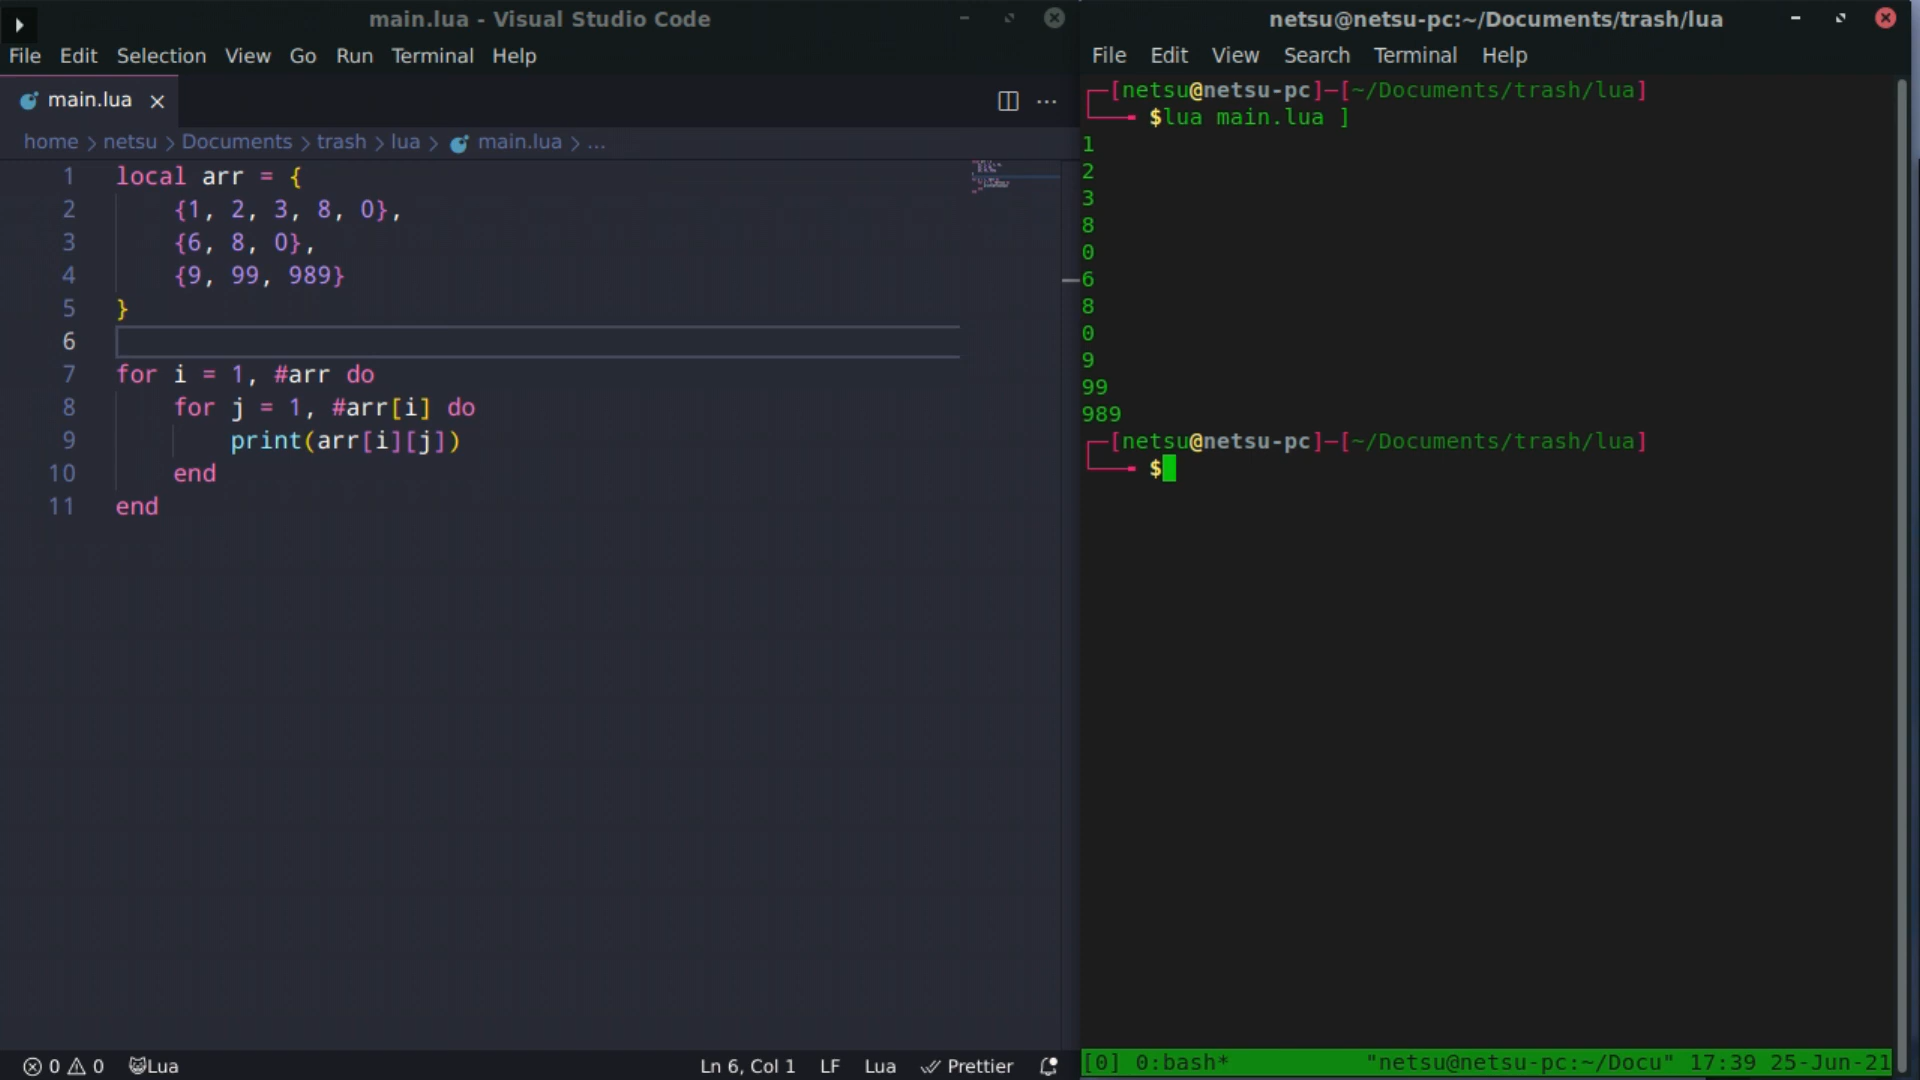 main.lua - Visual Studio Code
File Edit Selection View Go Run Terminal Help
main.lua
home > netsu > Documents > trash > lua > main.lua > ...
1 local arr = {
2     {1, 2, 3, 8, 0},
3     {6, 8, 0},
4     {9, 99, 989}
5 }
6
7 for i = 1, #arr do
8     for j = 1, #arr[i] do
9         print(arr[i][j])
10     end
11 end
0 0 Lua Ln 6, Col 1 LF Lua Prettier
netsu@netsu-pc:~/Documents/trash/lua
File Edit View Search Terminal Help
┌─[netsu@netsu-pc]─[~/Documents/trash/lua]
└──╼ $lua main.lua ]
1
2
3
8
0
6
8
0
9
99
989
┌─[netsu@netsu-pc]─[~/Documents/trash/lua]
└──╼ $
[0] 0:bash* "netsu@netsu-pc:~/Docu" 17:39 25-Jun-21